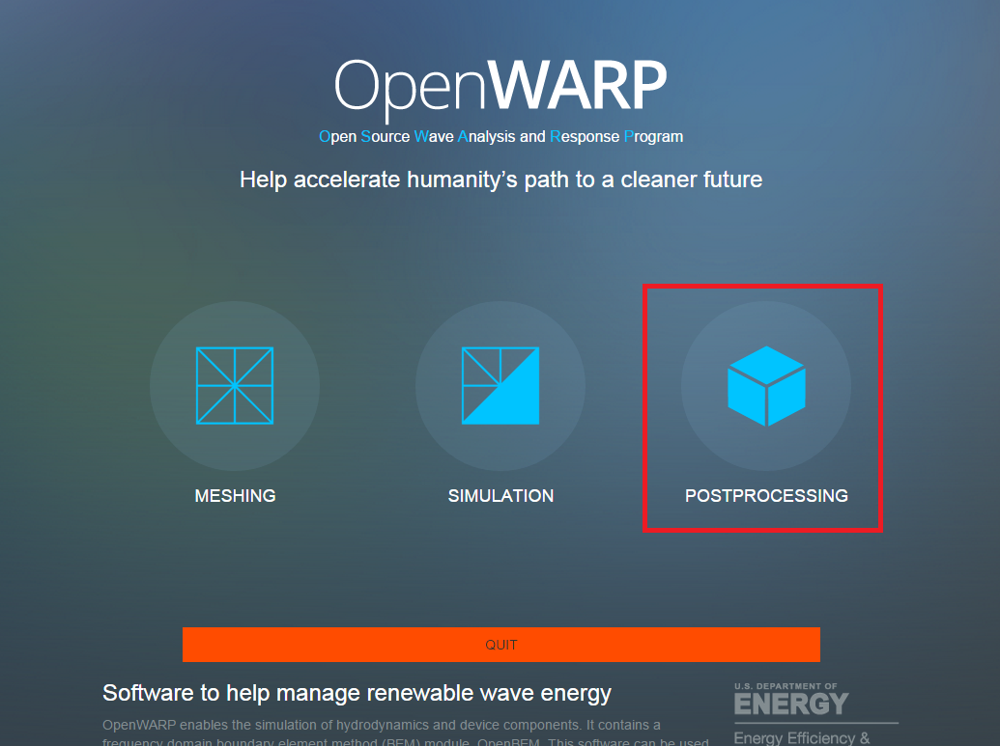 OpenWARP
Open Source Wave Analysis and Response Program
Help accelerate humanity's path to a cleaner future
MESHING
SIMULATION
POSTPROCESSING
QUIT
Software to help manage renewable wave energy
OpenWARP enables the simulation of hydrodynamics and device components. It contains a
frequency domain boundary element method (BEM) module, OpenBEM. This software can be used
U.S. DEPARTMENT OF
ENERGY
Energy Efficiency &